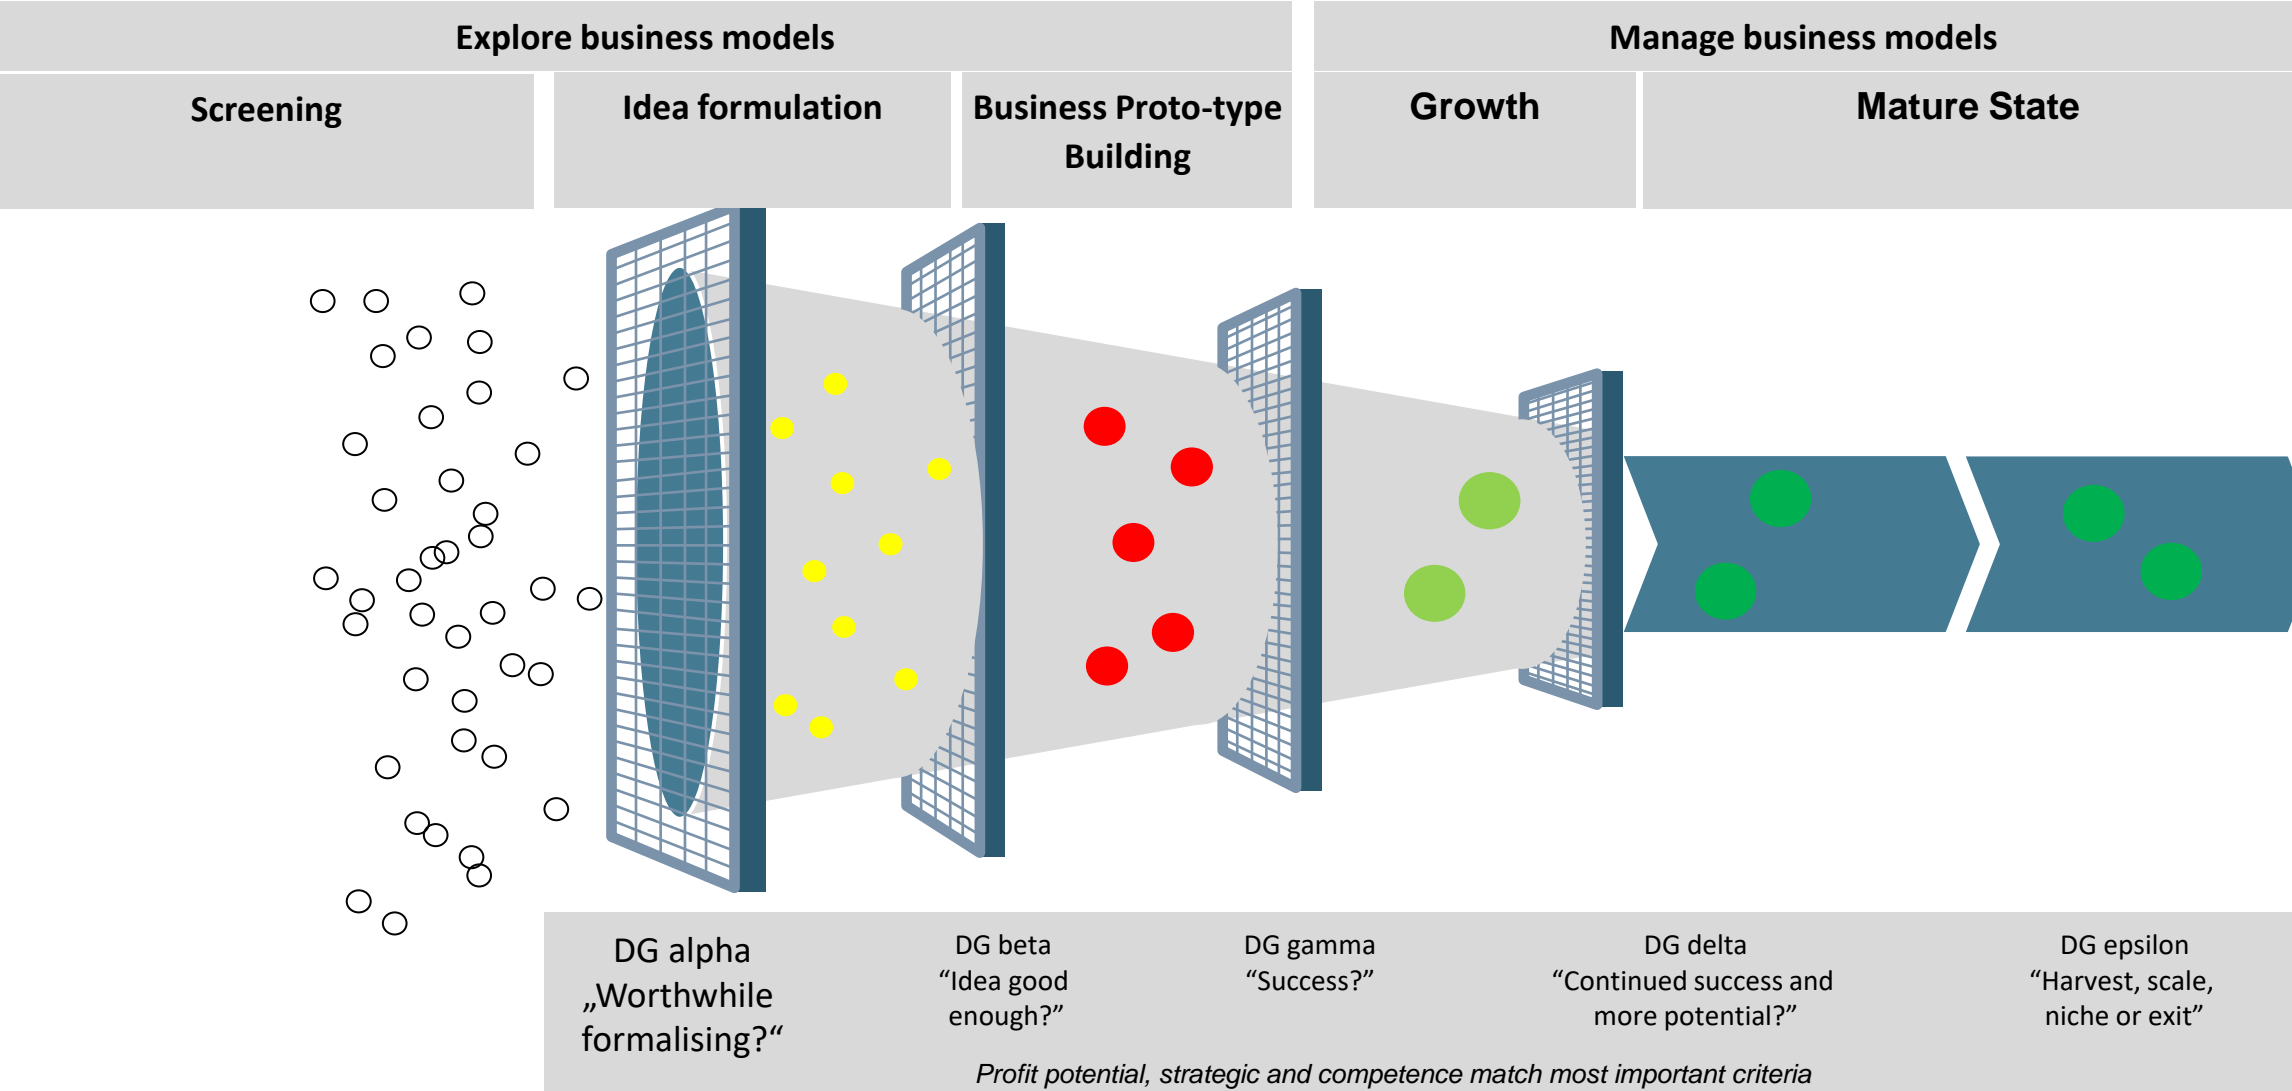 Explore business models
Manage business models
Screening
Idea formulation
Business Proto-type
Building
Growth
Mature State
DG alpha
„Worthwhile
formalising?“
DG beta
“Idea good
enough?”
DG gamma
“Success?”
DG delta
“Continued success and
more potential?”
DG epsilon
“Harvest, scale,
niche or exit”
Profit potential, strategic and competence match most important criteria